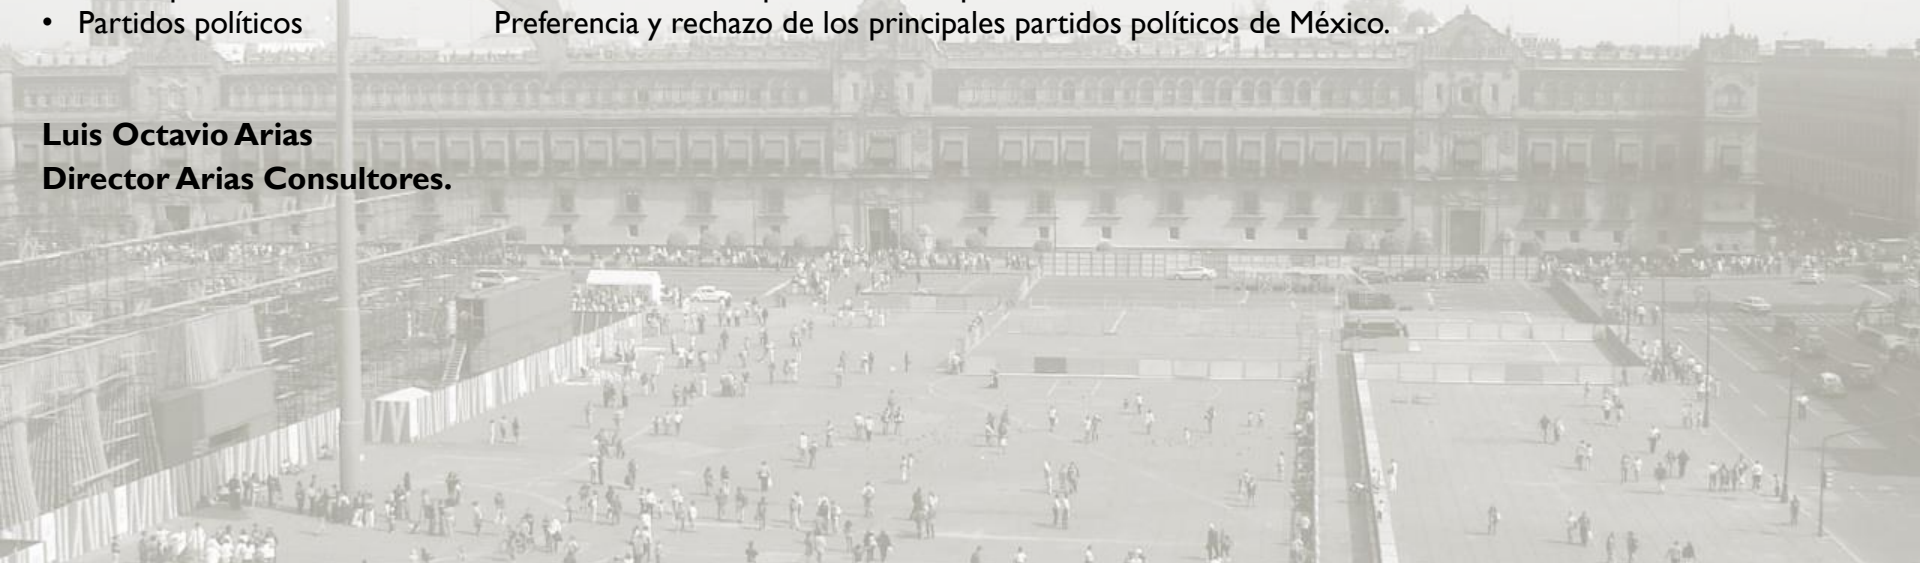 • Partidos políticos Preferencia y rechazo de los principales partidos políticos de México.
Luis Octavio Arias
Director Arias Consultores.